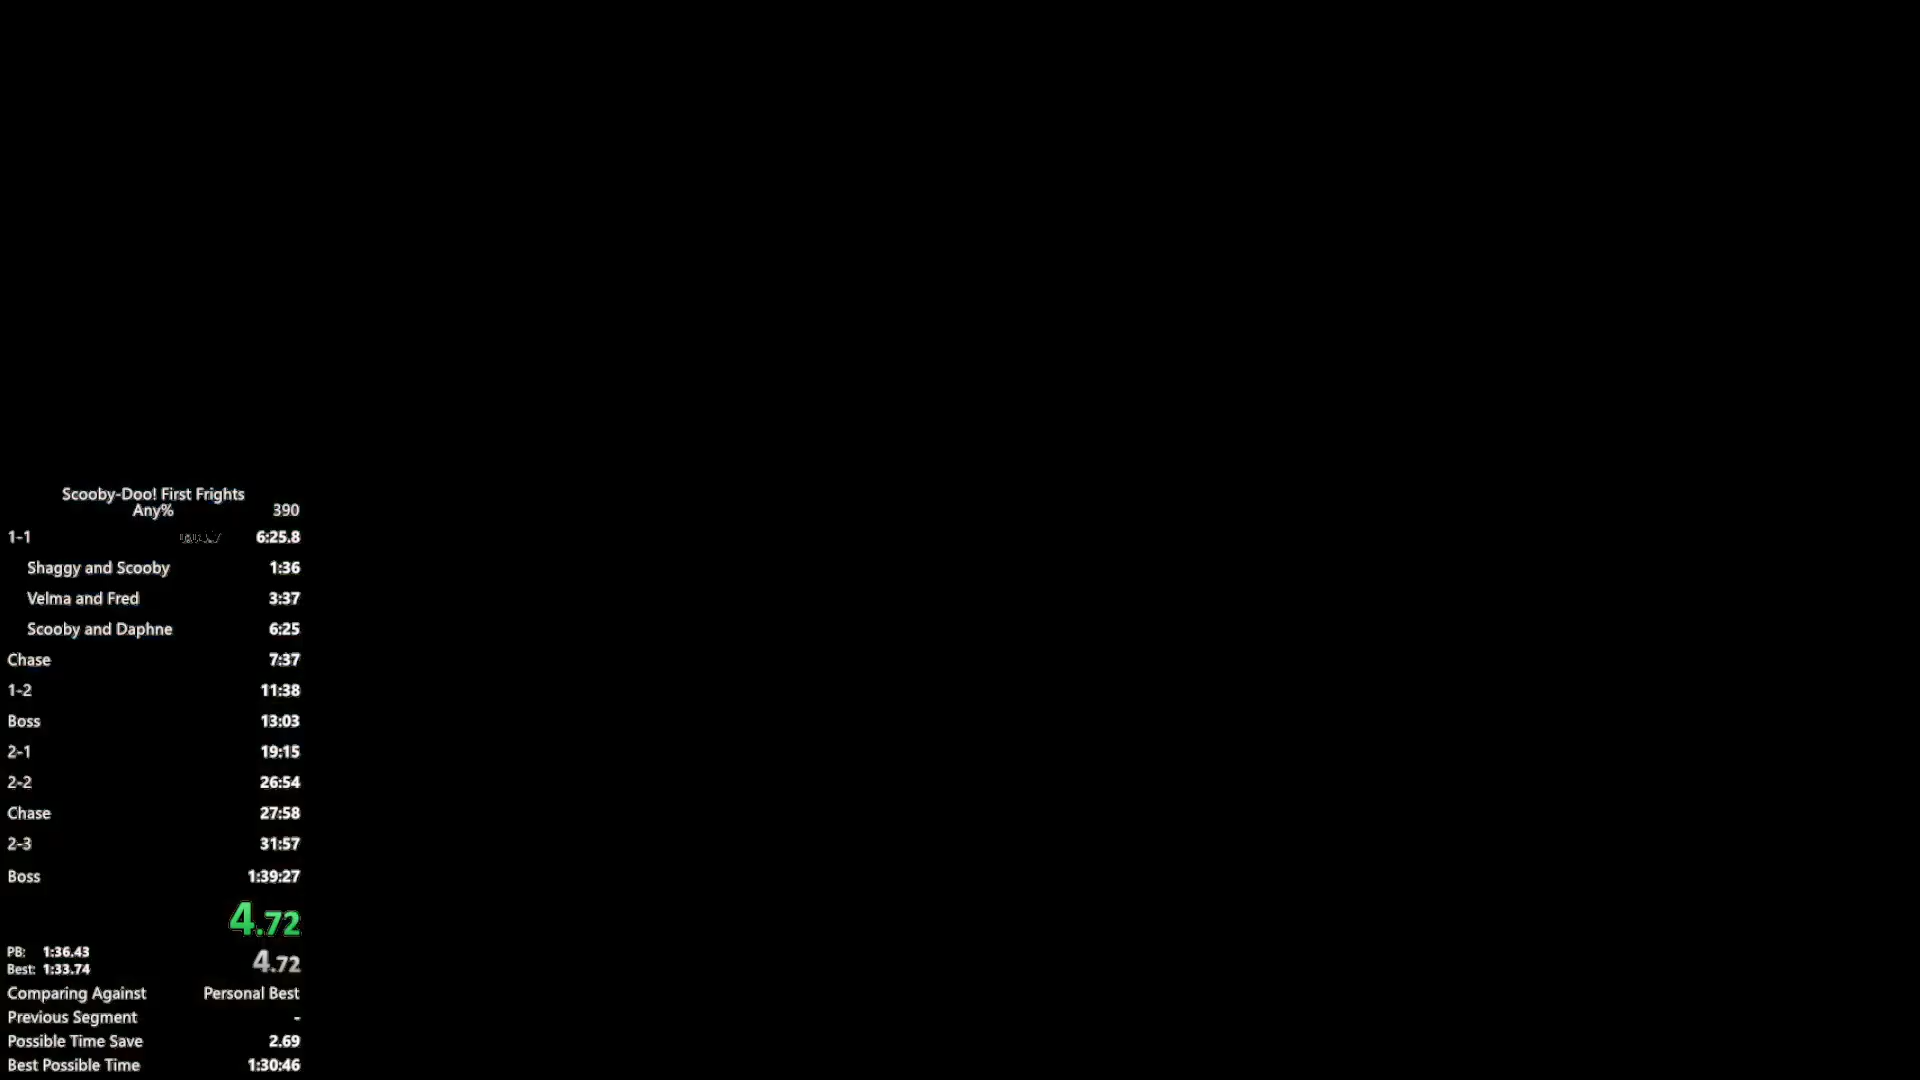 Scooby-Doo! First Frights
Any% 390
1-1 6:25.8
Shaggy and Scooby 1:36
Velma and Fred 3:37
Scooby and Daphne 6:25
Chase 7:37
1-2 11:38
Boss 13:03
2-1 19:15
2-2 26:54
Chase 27:58
2-3 31:57
Boss 1:39:27
4.72
PB: 1:36.43
Best: 1:33.74
4.72
Comparing Against Personal Best
Previous Segment -
Possible Time Save 2.69
Best Possible Time 1:30:46